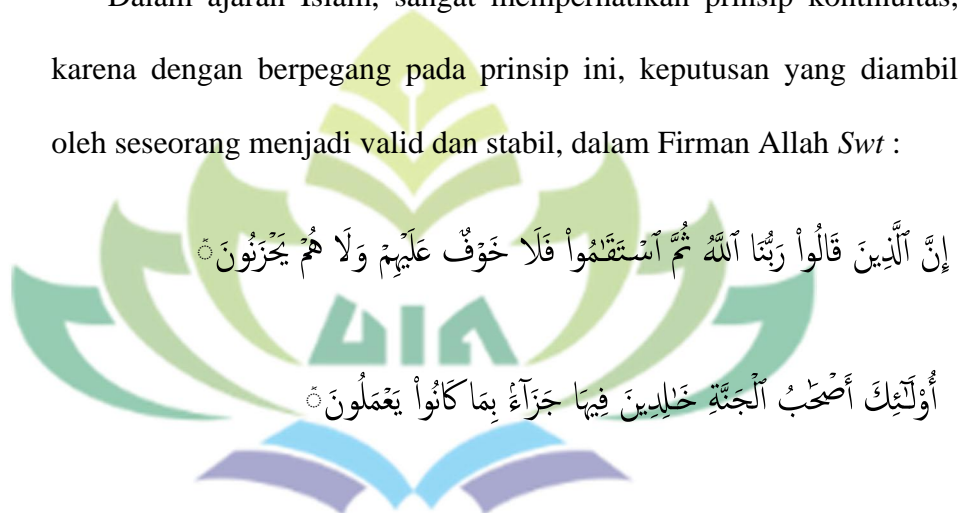 Dalam ajaran Islam, sangat memperhatikan prinsip kontinuitas,
karena dengan berpegang pada prinsip ini, keputusan yang diambil
oleh seseorang menjadi valid dan stabil, dalam Firman Allah Swt :
إِنَّ ٱلَّذِينَ قَالُواْ رَبُّنَا ٱللَّهُ ثُمَّ ٱسْتَقَٰمُواْ فَلَا خَوْفٌ عَلَيْهِمْ وَلَا هُمْ يَحْزَنُونَ
UIN
أُوْلَٰٓئِكَ أَصْحَٰبُ ٱلْجَنَّةِ خَٰلِدِينَ فِيهَا جَزَآءَۢ بِمَا كَانُواْ يَعْمَلُونَ